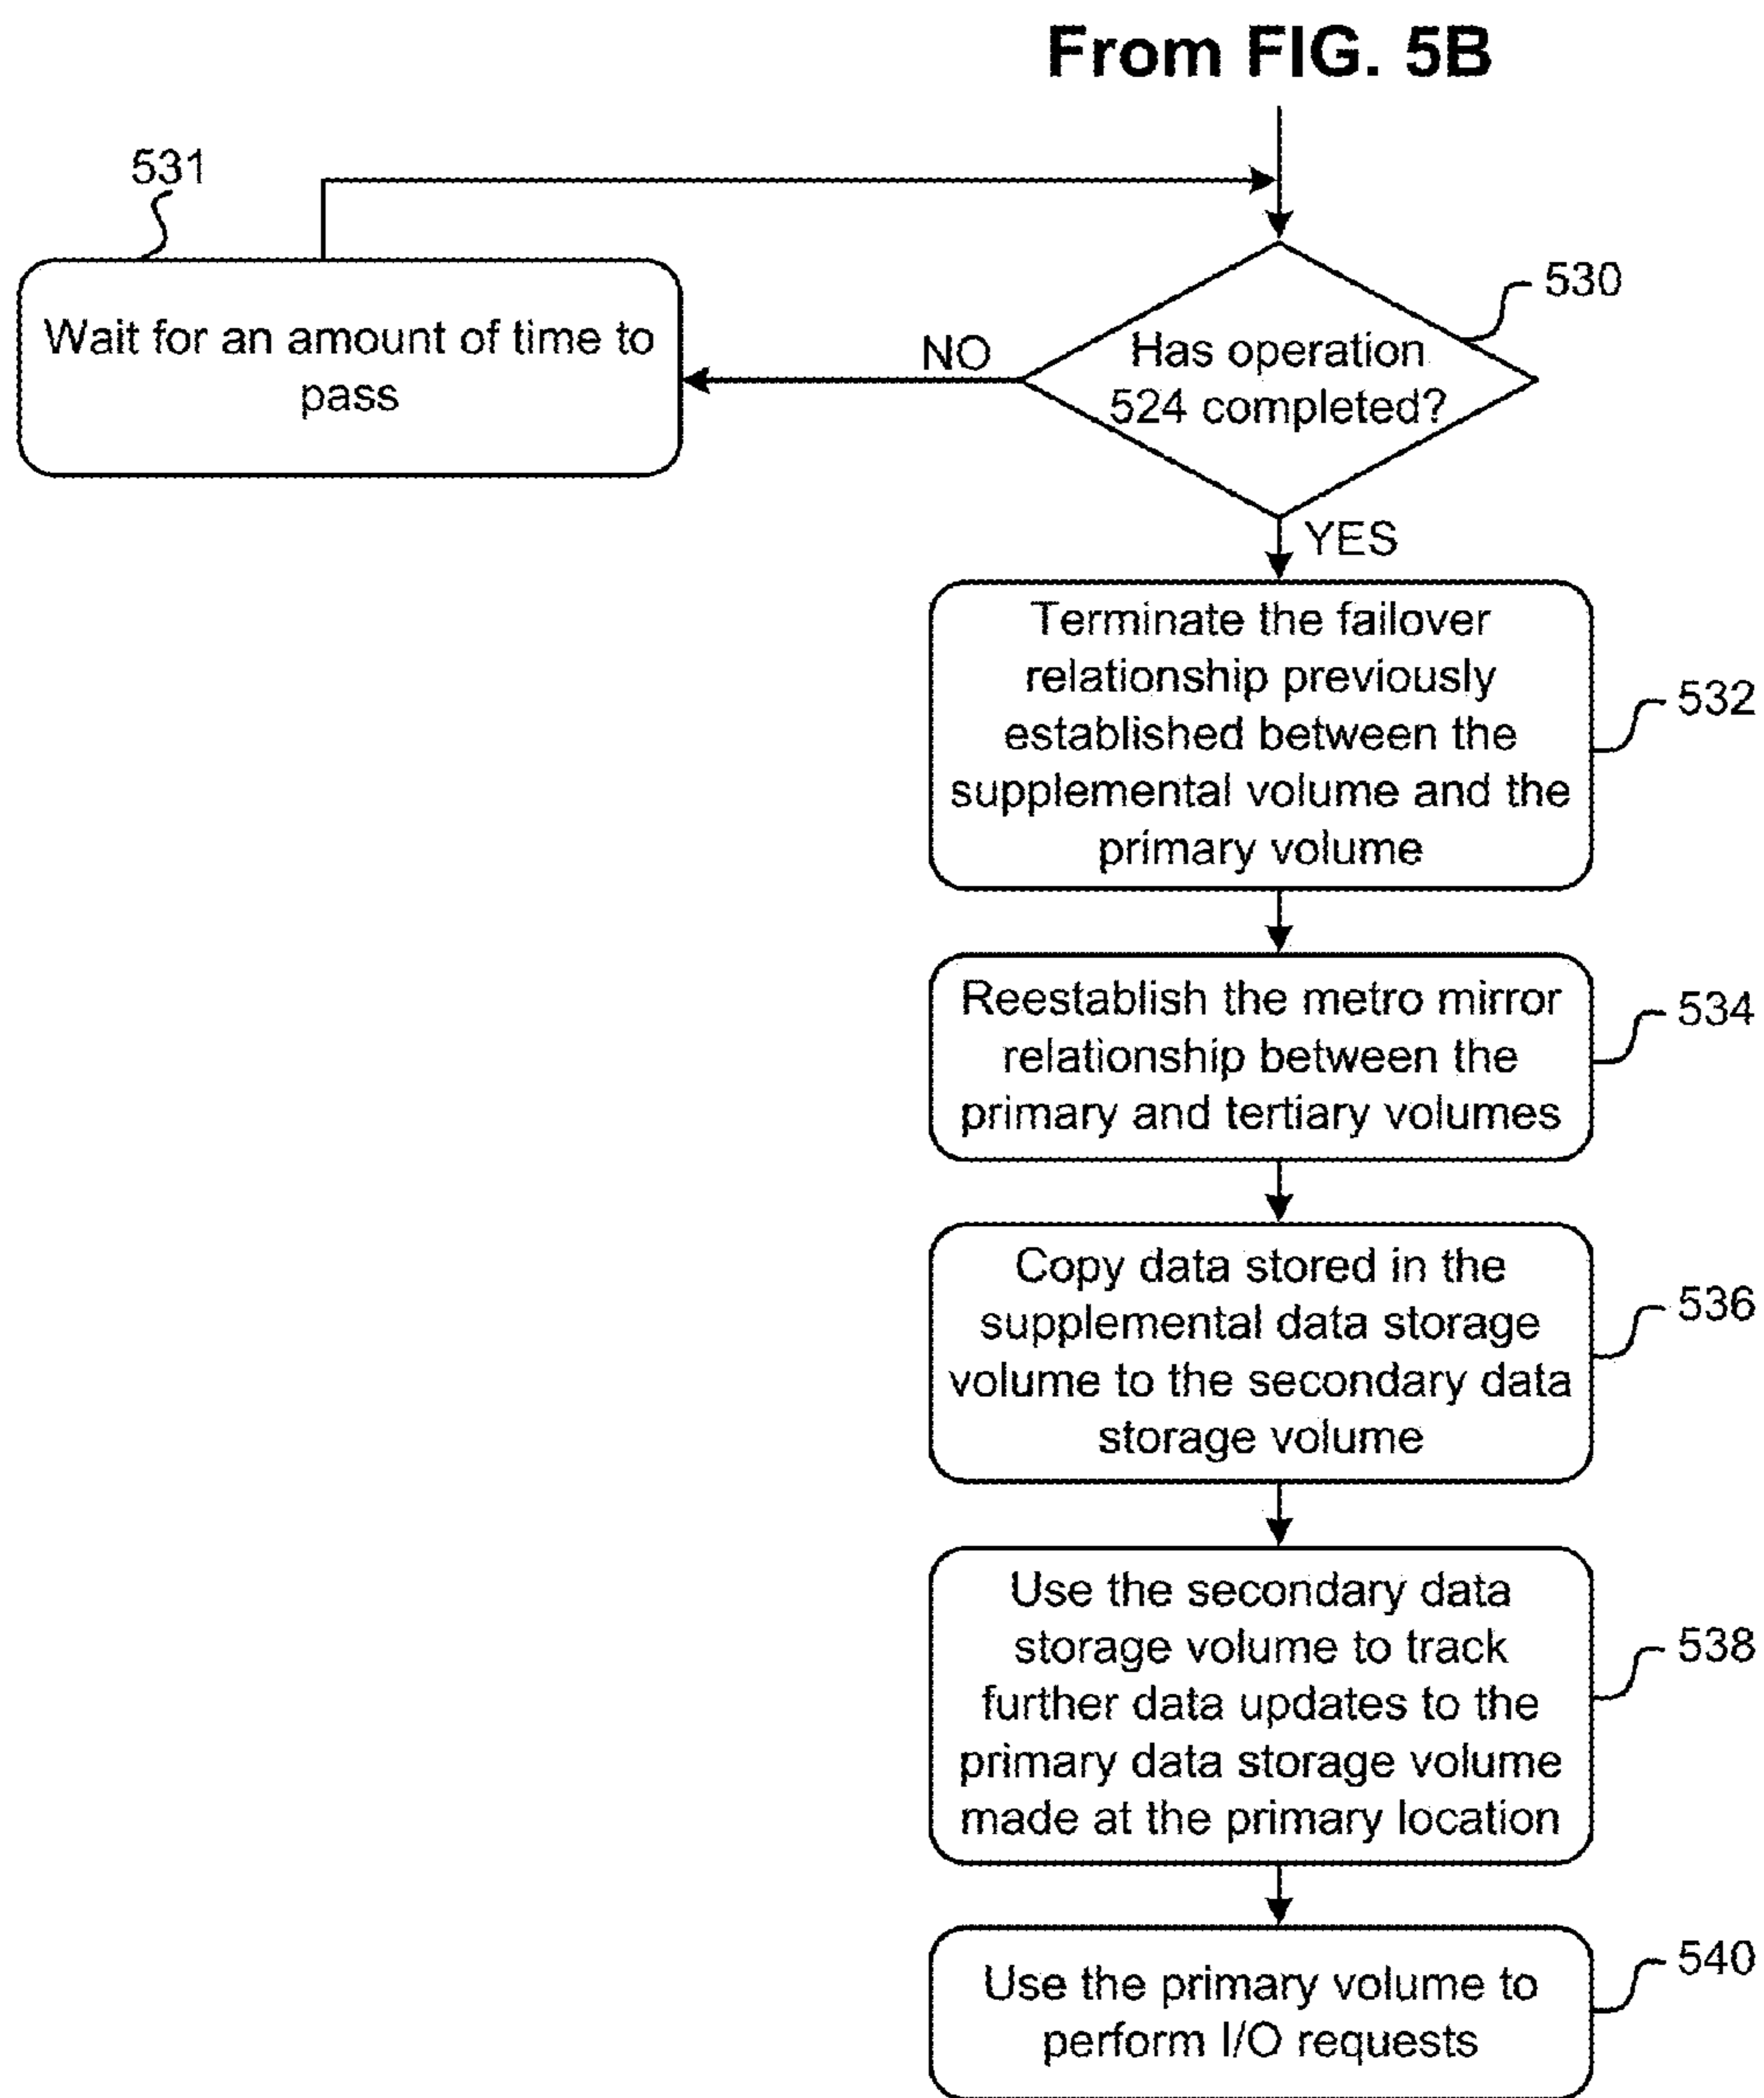 From FIG. 5B
531
530
Wait for an amount of time to
pass
NO
Has operation
524 completed?
YES
Terminate the failover
relationship previously
established between the
supplemental volume and the
primary volume
532
Reestablish the metro mirror
relationship between the
primary and tertiary volumes
534
Copy data stored in the
supplemental data storage
volume to the secondary data
storage volume
536
Use the secondary data
storage volume to track
further data updates to the
primary data storage volume
made at the primary location
538
Use the primary volume to
perform I/O requests
540